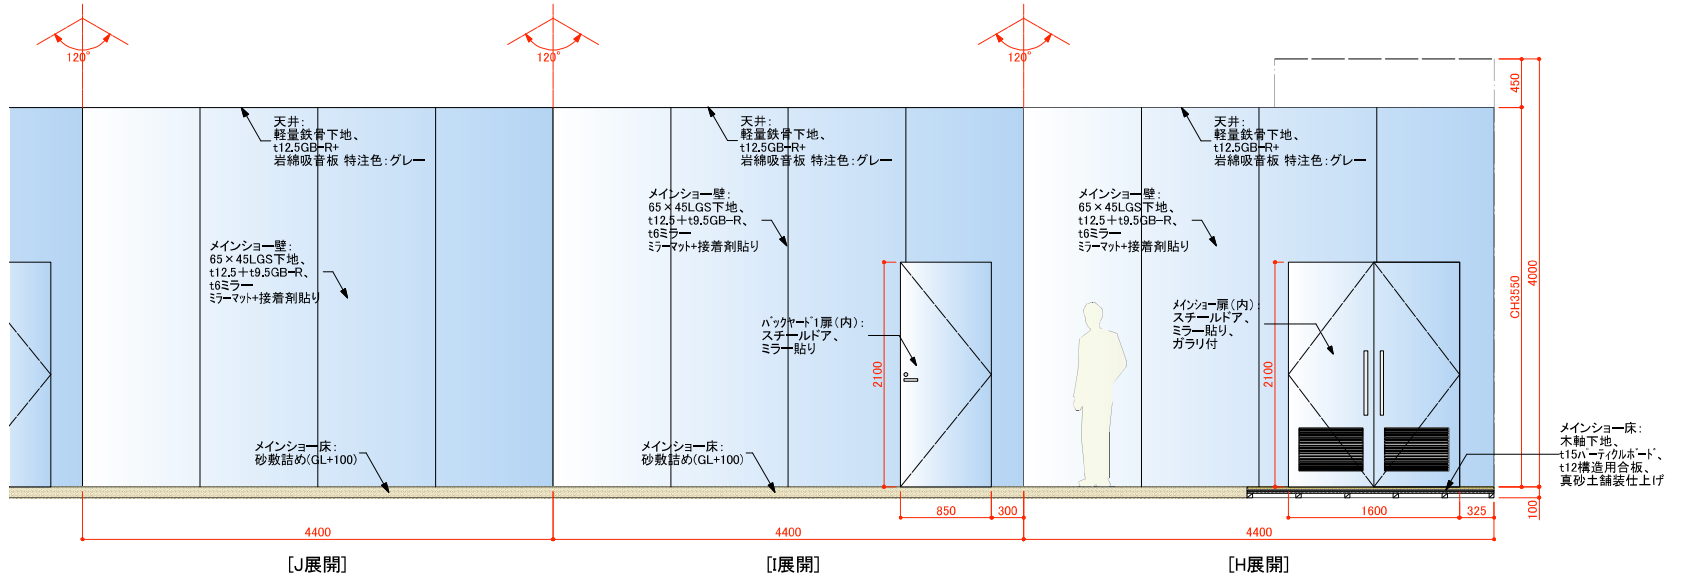 120°
120°
120°
450
天井:
軽量鉄骨下地、
t12.5GB-R+
岩綿吸音板 特注色:グレー
天井:
軽量鉄骨下地、
t12.5GB-R+
岩綿吸音板 特注色:グレー
天井:
軽量鉄骨下地、
t12.5GB-R+
岩綿吸音板 特注色:グレー
メインショー壁:
65×45LGS下地、
t12.5+t9.5GB-R、
t6ミラー
ミラーマット+接着剤貼り
メインショー壁:
65×45LGS下地、
t12.5+t9.5GB-R、
t6ミラー
ミラーマット+接着剤貼り
メインショー壁:
65×45LGS下地、
t12.5+t9.5GB-R、
t6ミラー
ミラーマット+接着剤貼り
CH3550
4000
バックヤード1扉(内):
スチールドア、
ミラー貼り
2100
メインショー扉(内):
スチールドア、
ミラー貼り、
ガラリ付
2100
メインショー床:
砂敷詰め(GL+100)
メインショー床:
砂敷詰め(GL+100)
メインショー床:
木軸下地、
t15パーティクルボード、
t12構造用合板、
真砂土舗装仕上げ
100
850
300
1600
325
4400
4400
4400
[J展開]
[I展開]
[H展開]